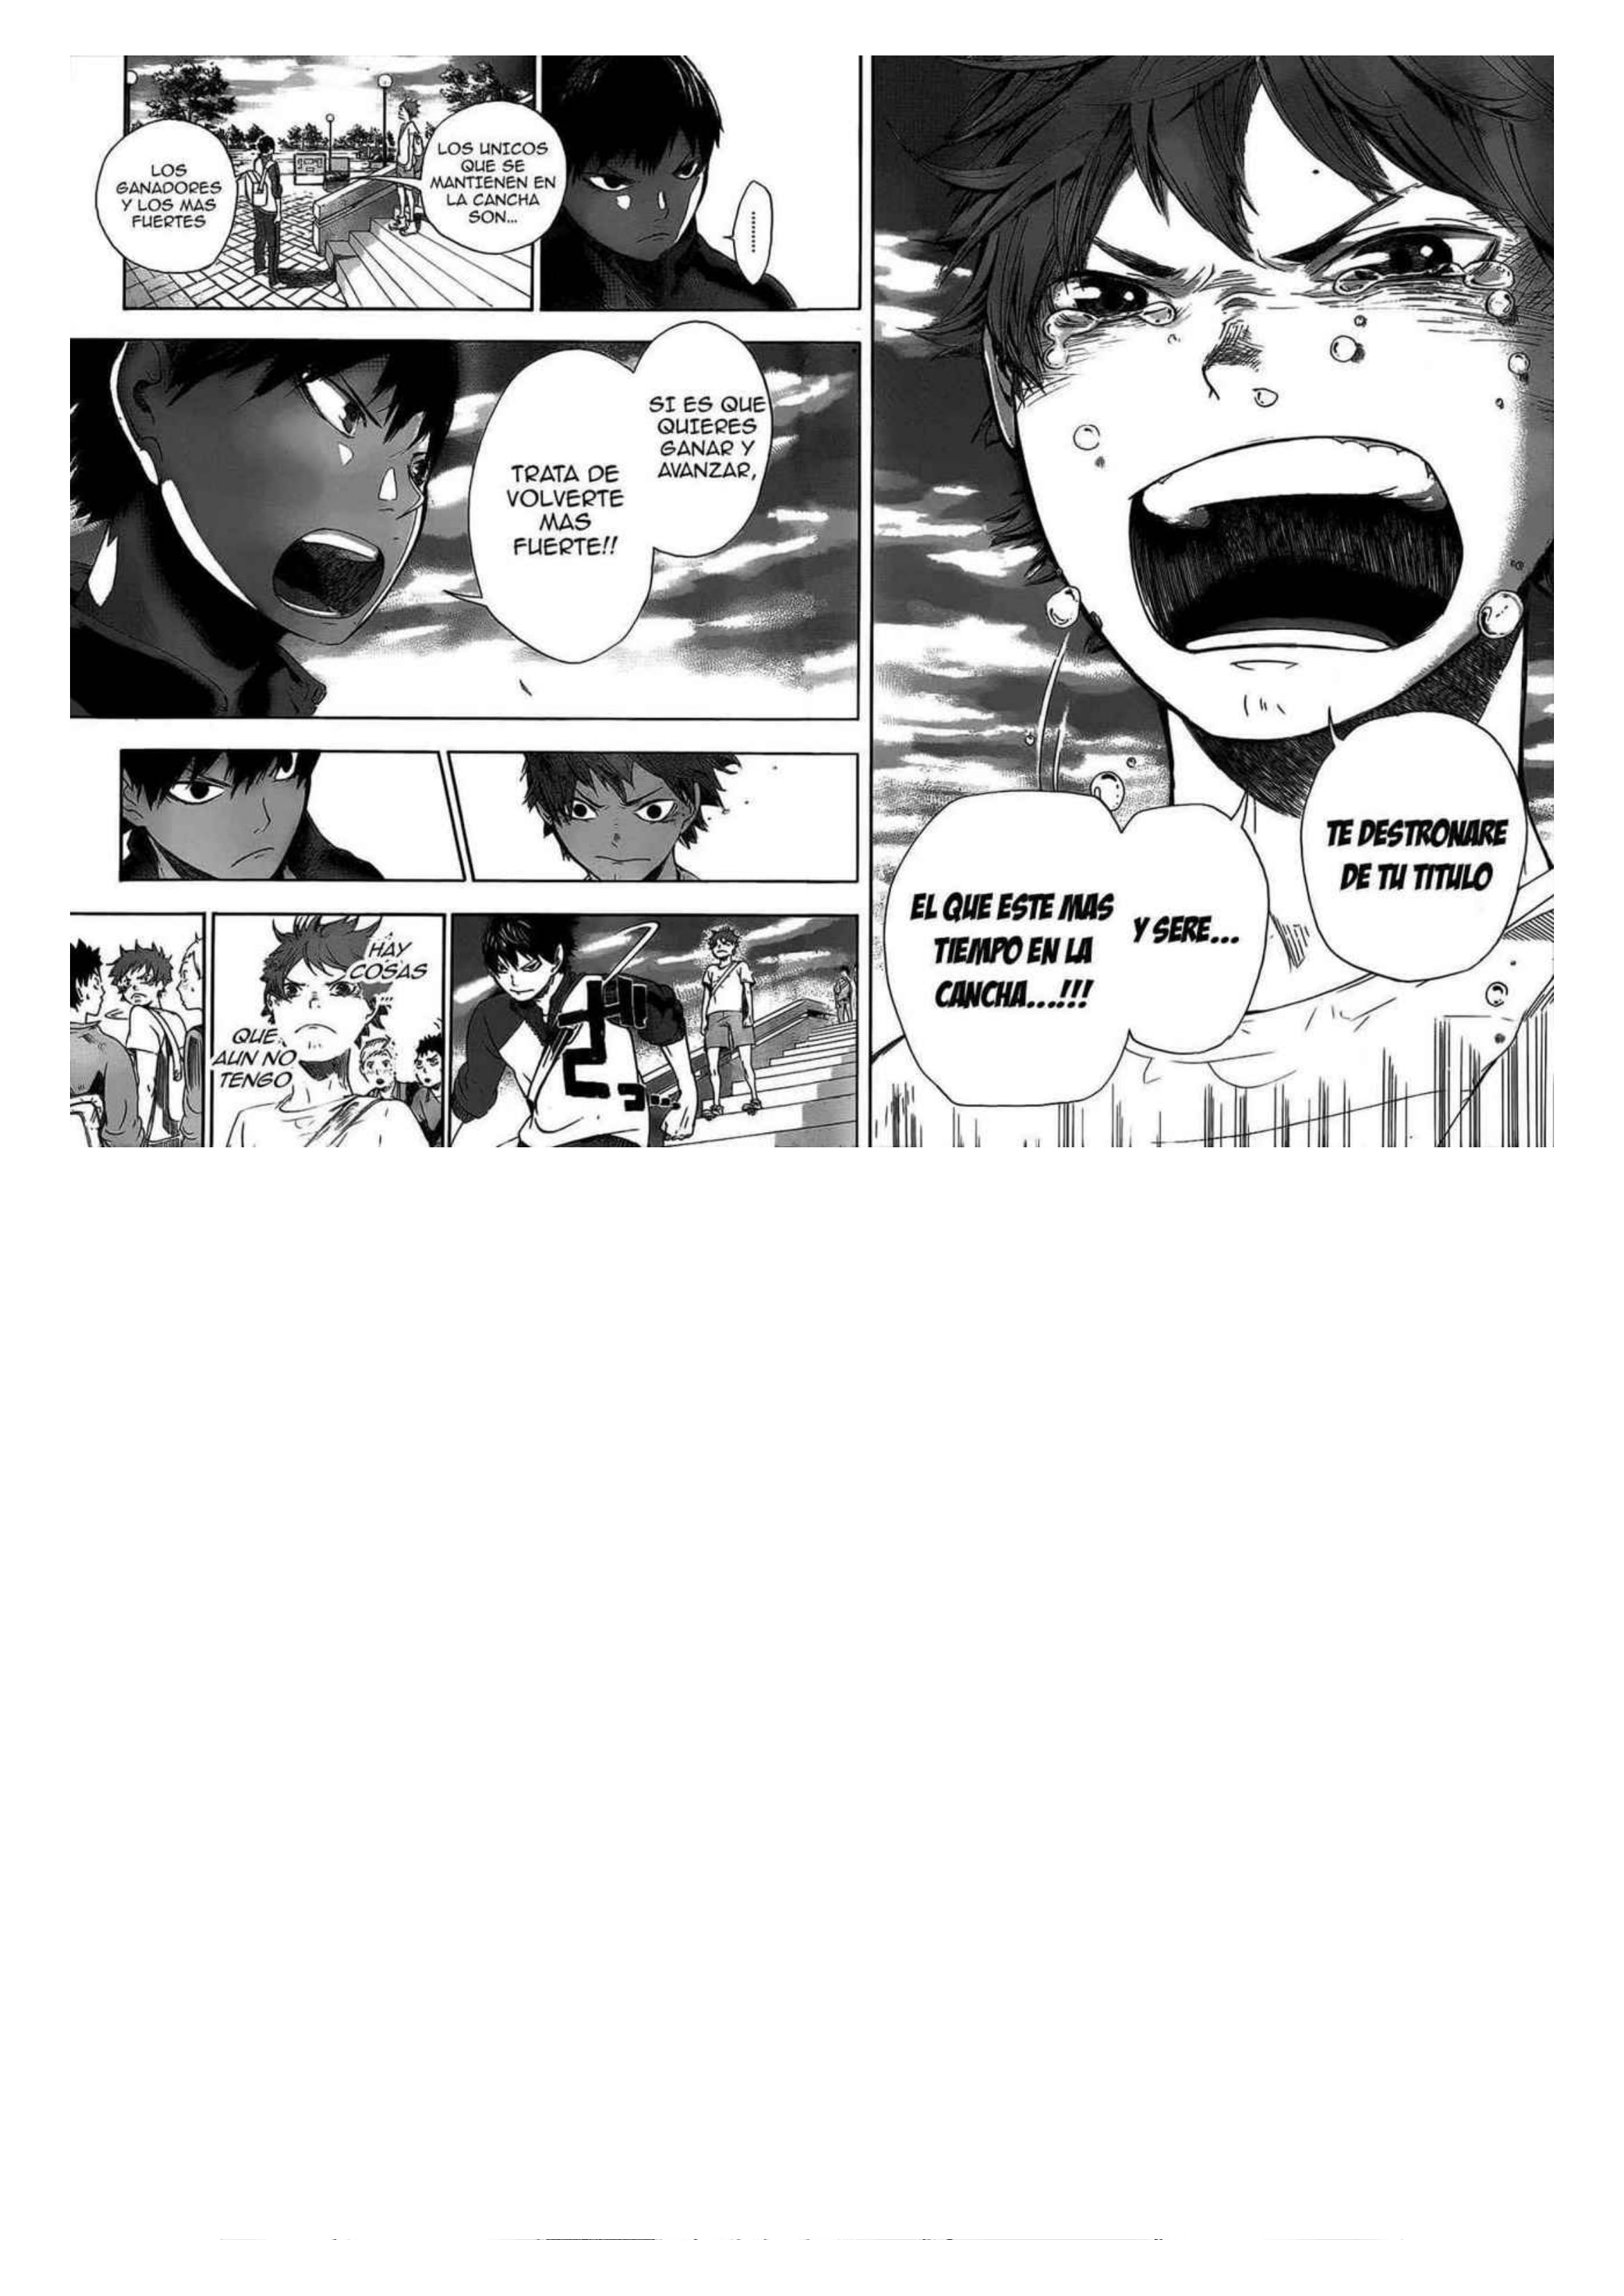 TE DESTRONARE
DE TU TITULO
Y SERE...
EL QUE ESTE MAS
TIEMPO EN LA
CANCHA...!!!
.........
LOS UNICOS
QUE SE
MANTIENEN EN
LA CANCHA
SON...
LOS
GANADORES
Y LOS MAS
FUERTES
SI ES QUE
QUIERES
GANAR Y
AVANZAR,
TRATA DE
VOLVERTE
MAS
FUERTE!!
ザッ...
HAY
COSAS
...
QUE
AUN NO
TENGO